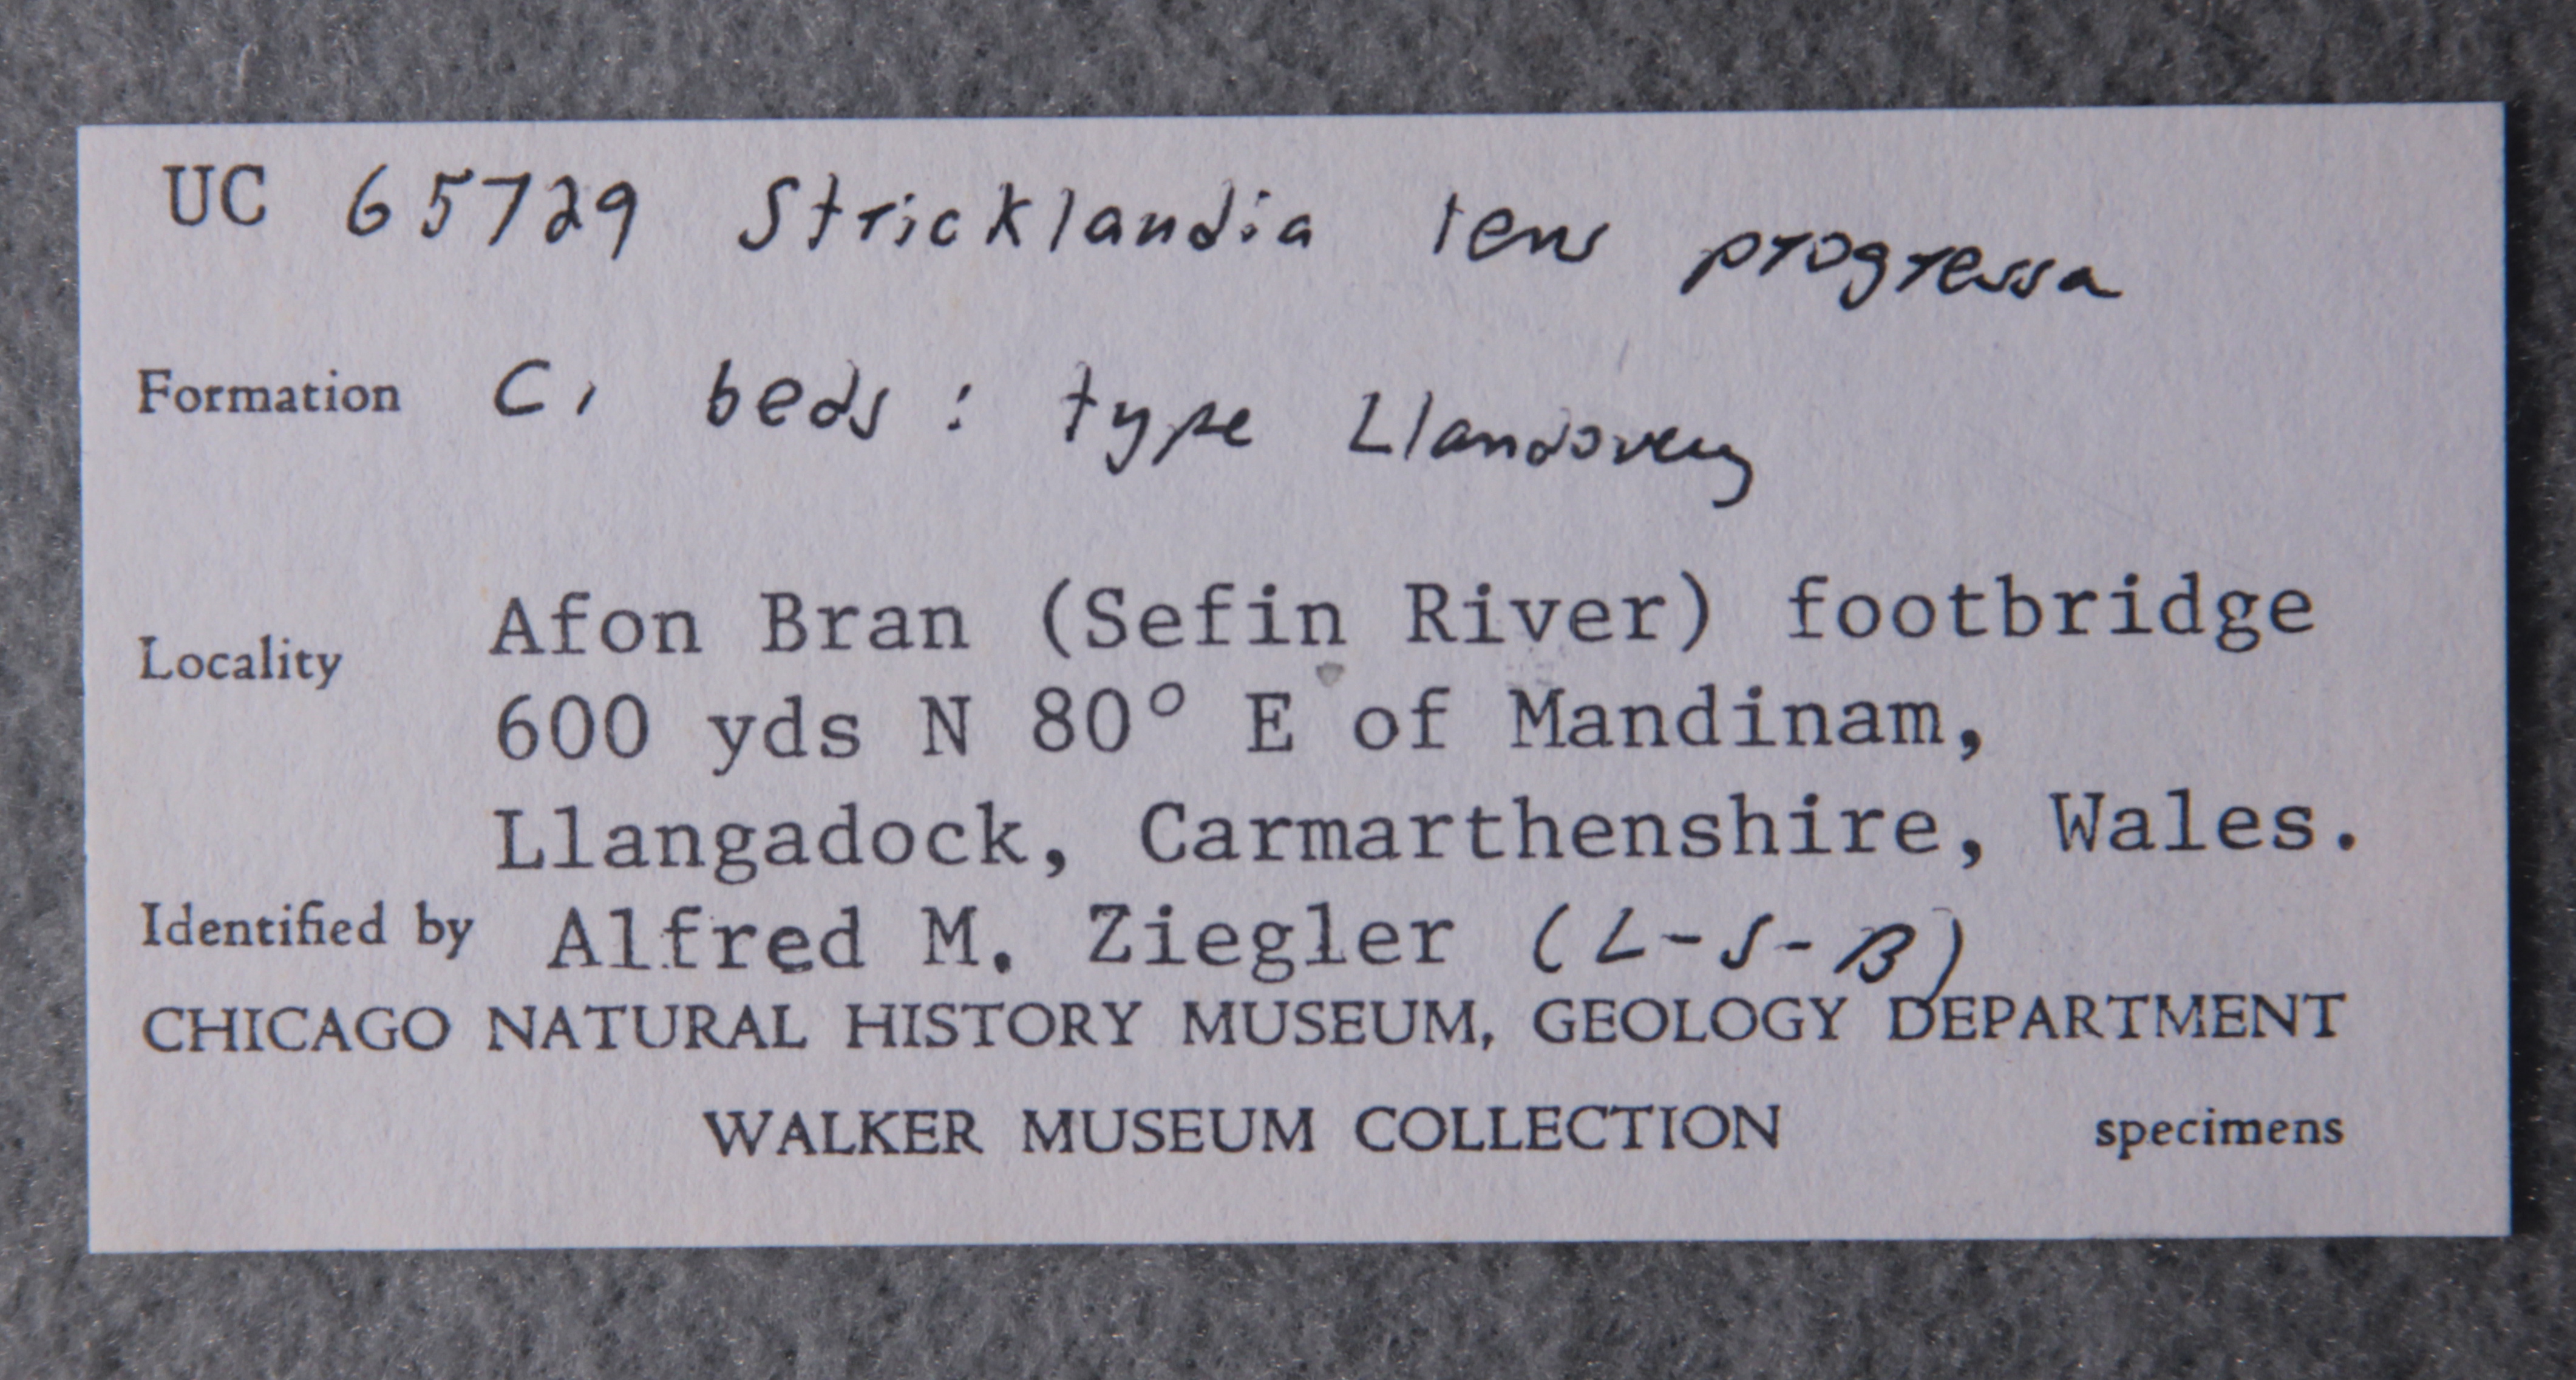 UC 65729 Stricklandia lens progressa
Formation C1 beds: type Llandovery
Locality Afon Bran (Sefin River) footbridge
600 yds N 80° E of Mandinam,
Llangadock, Carmarthenshire, Wales.
Identified by Alfred M. Ziegler (L-S-B)
CHICAGO NATURAL HISTORY MUSEUM, GEOLOGY DEPARTMENT
WALKER MUSEUM COLLECTION specimens